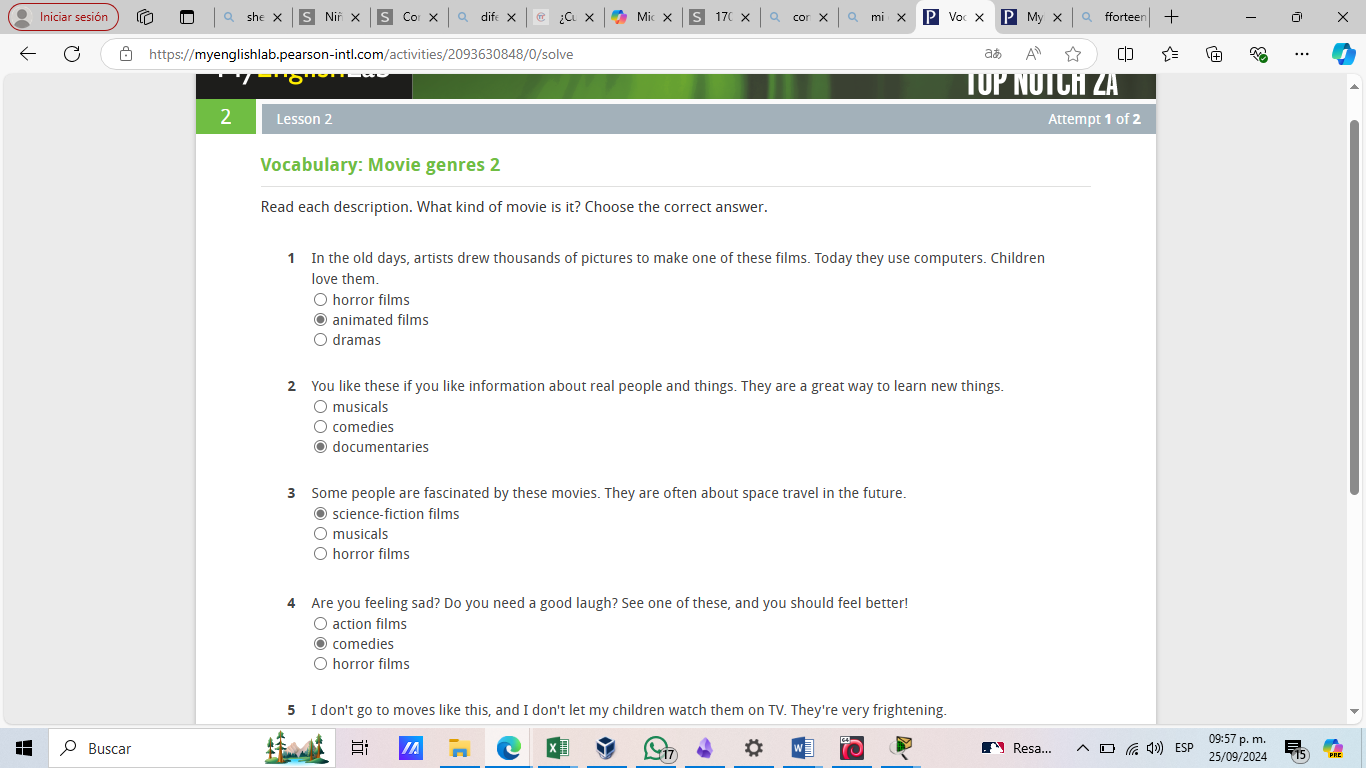 Iniciar sesión
she
Niñ
Co
dife
¿Cu
Mic
170
cor
mi
Voc
My
fforteen
https://myenglishlab.pearson-intl.com/activities/2093630848/0/solve
MyEnglishLab
TOP NOTCH 2A
2
Lesson 2
Attempt 1 of 2
Vocabulary: Movie genres 2
Read each description. What kind of movie is it? Choose the correct answer.
1 In the old days, artists drew thousands of pictures to make one of these films. Today they use computers. Children
love them.
horror films
animated films
dramas
2 You like these if you like information about real people and things. They are a great way to learn new things.
musicals
comedies
documentaries
3 Some people are fascinated by these movies. They are often about space travel in the future.
science-fiction films
musicals
horror films
4 Are you feeling sad? Do you need a good laugh? See one of these, and you should feel better!
action films
comedies
horror films
5 I don't go to moves like this, and I don't let my children watch them on TV. They're very frightening.
Buscar
17
Resa...
ESP
09:57 p. m.
25/09/2024
15